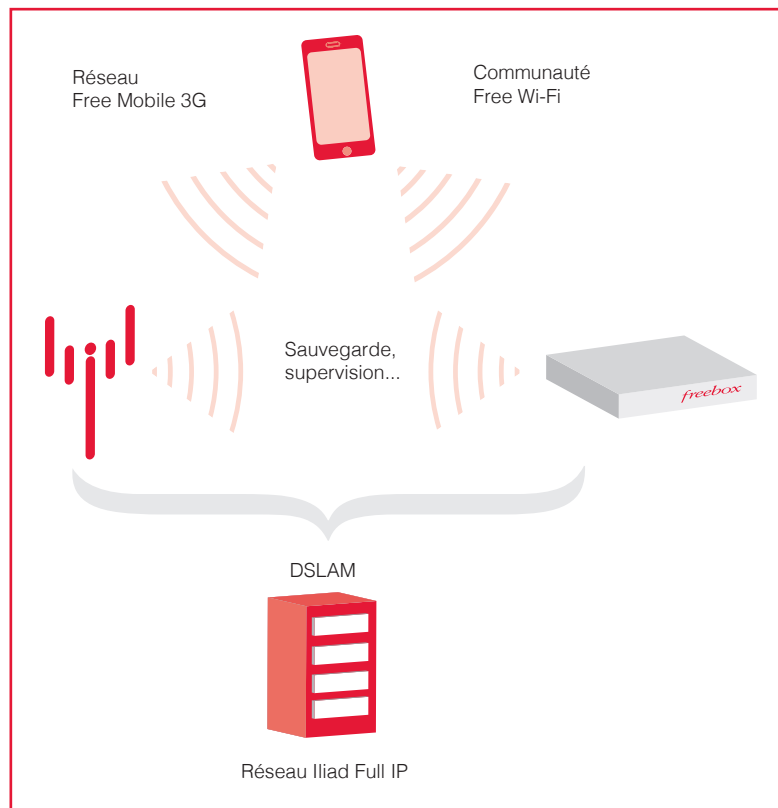 Réseau
Free Mobile 3G
Communauté
Free Wi-Fi
Sauvegarde,
supervision...
freebox
DSLAM
Réseau Iliad Full IP